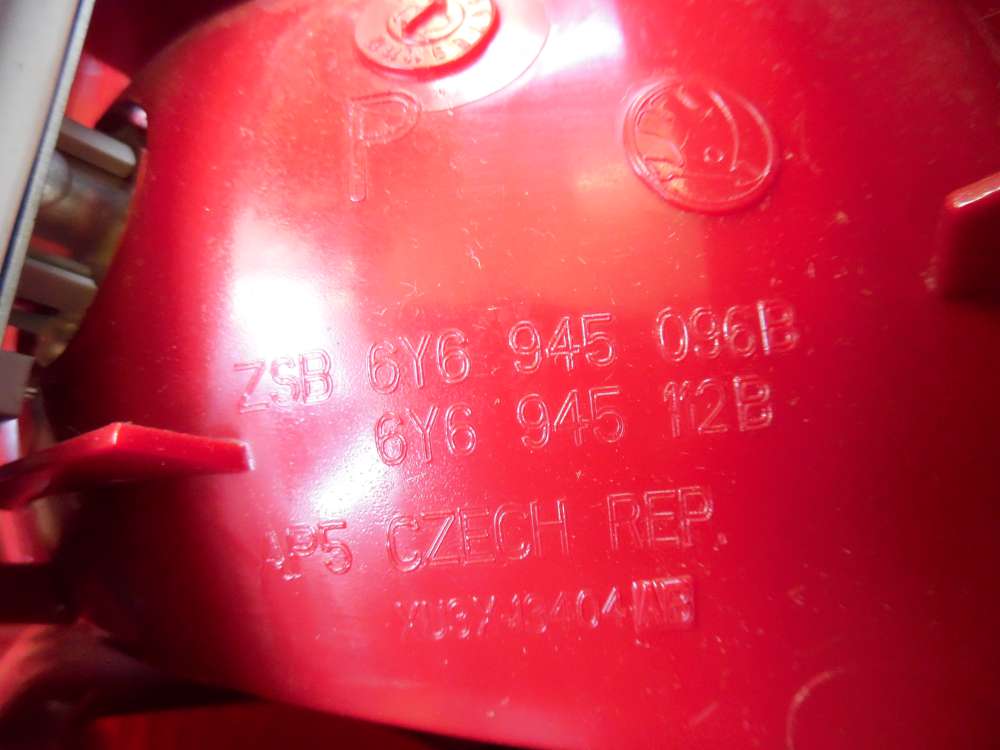 P
ZSB 6Y6 945 096B
6Y6 945 112B
CZECH REP.